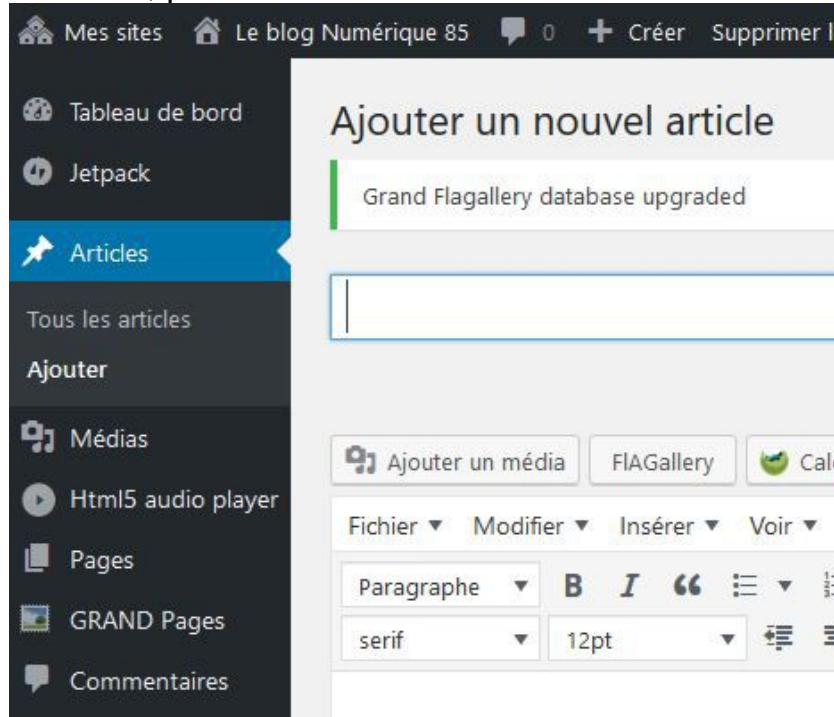 Mes sites Le blog Numérique 85 0 Créer Supprimer
Tableau de bord
Jetpack
Articles
Tous les articles
Ajouter
Médias
Html5 audio player
Pages
GRAND Pages
Commentaires
Ajouter un nouvel article
Grand Flagallery database upgraded
Ajouter un média FlAGallery
Fichier Modifier Insérer Voir
Paragraphe B I
serif 12pt